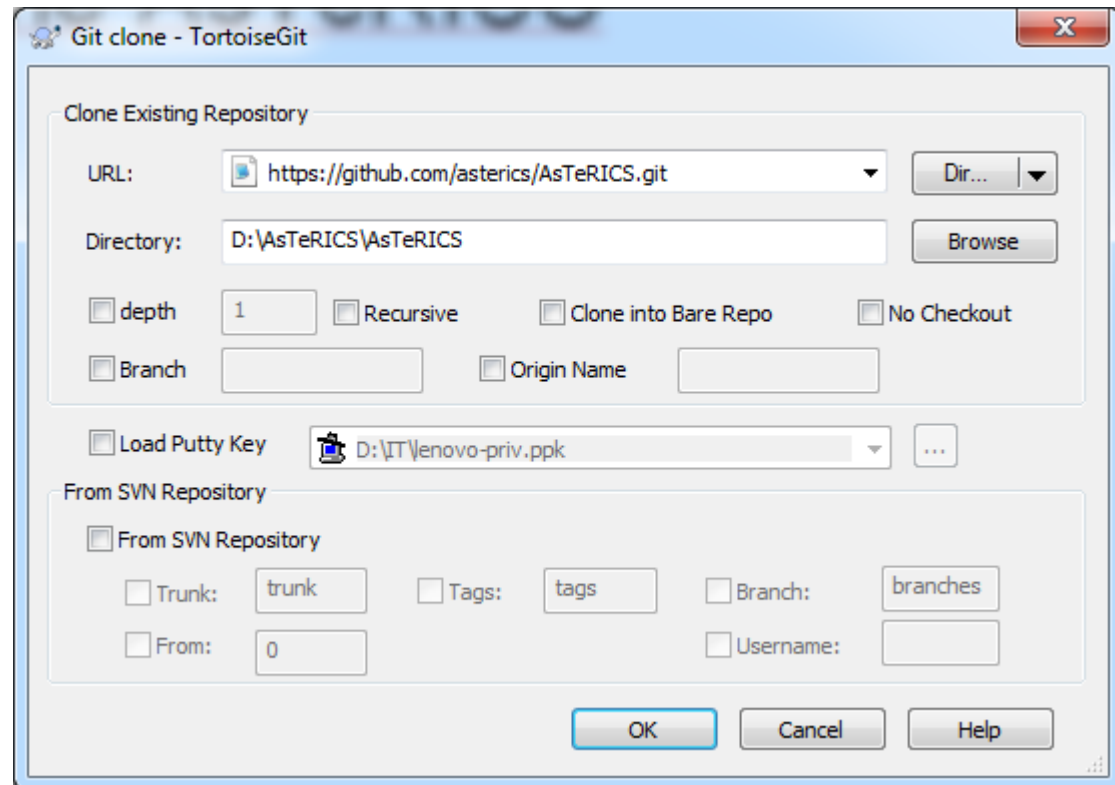 Git clone - TortoiseGit
Clone Existing Repository
URL: https://github.com/asterics/AsTeRICS.git Dir...
Directory: D:\AsTeRICS\AsTeRICS Browse
depth 1 Recursive Clone into Bare Repo No Checkout
Branch Origin Name
Load Putty Key D:\IT\lenovo-priv.ppk ...
From SVN Repository
From SVN Repository
Trunk: trunk Tags: tags Branch: branches
From: 0 Username:
OK Cancel Help